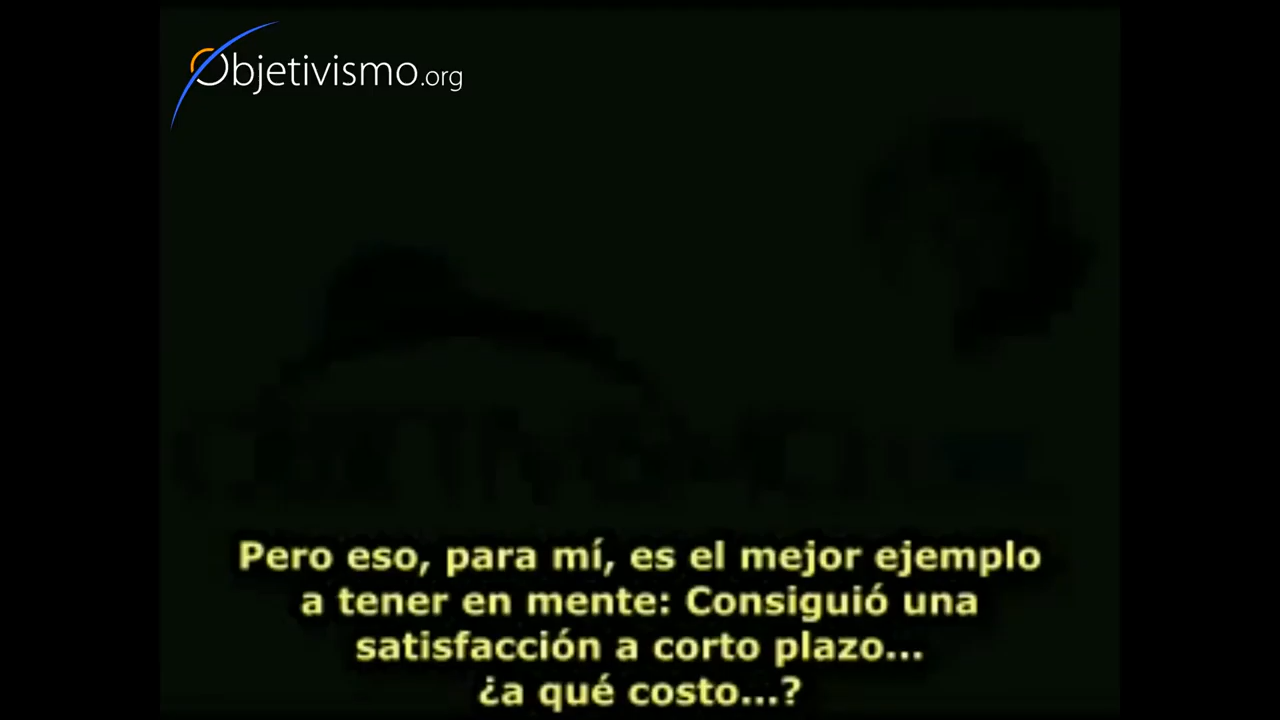 Objetivismo.org
Pero eso, para mí, es el mejor ejemplo
a tener en mente: Consiguió una
satisfacción a corto plazo...
¿a qué costo...?